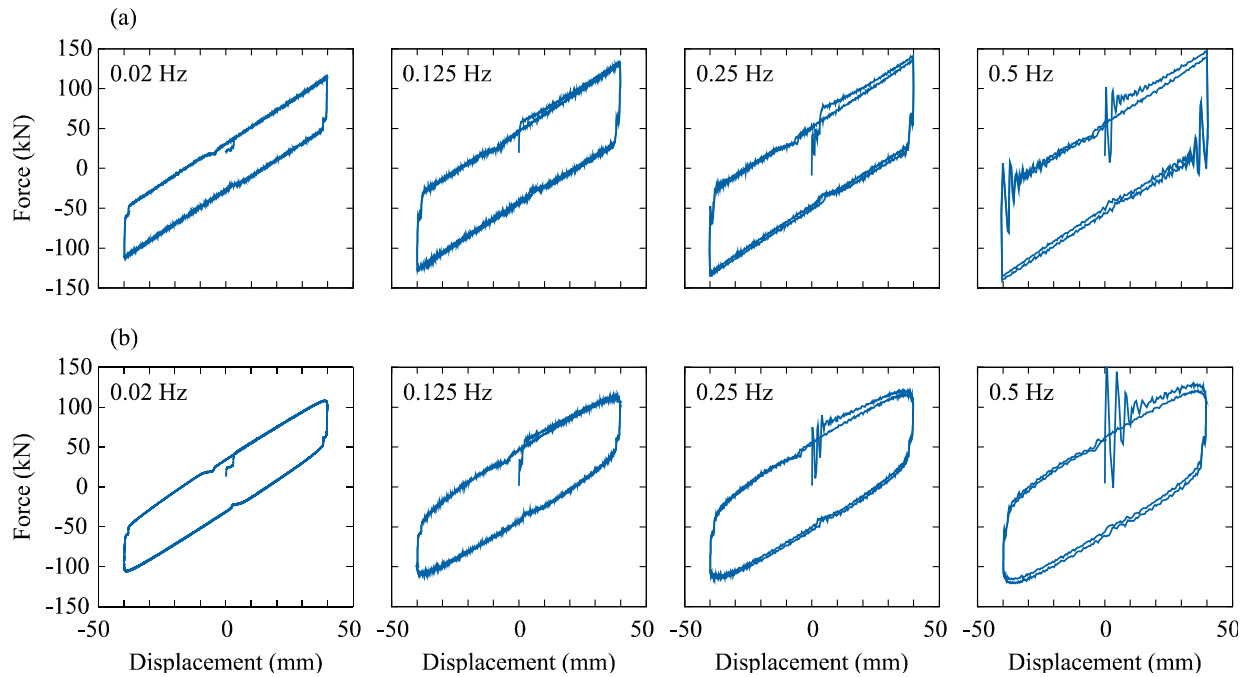 (a)
0.02 Hz
0.125 Hz
0.25 Hz
0.5 Hz
150
100
50
0
-50
-100
-150
Force (kN)
(b)
0.02 Hz
0.125 Hz
0.25 Hz
0.5 Hz
150
100
50
0
-50
-100
-150
Force (kN)
-50 0 50 0 50 0 50 0 50
Displacement (mm) Displacement (mm) Displacement (mm) Displacement (mm)